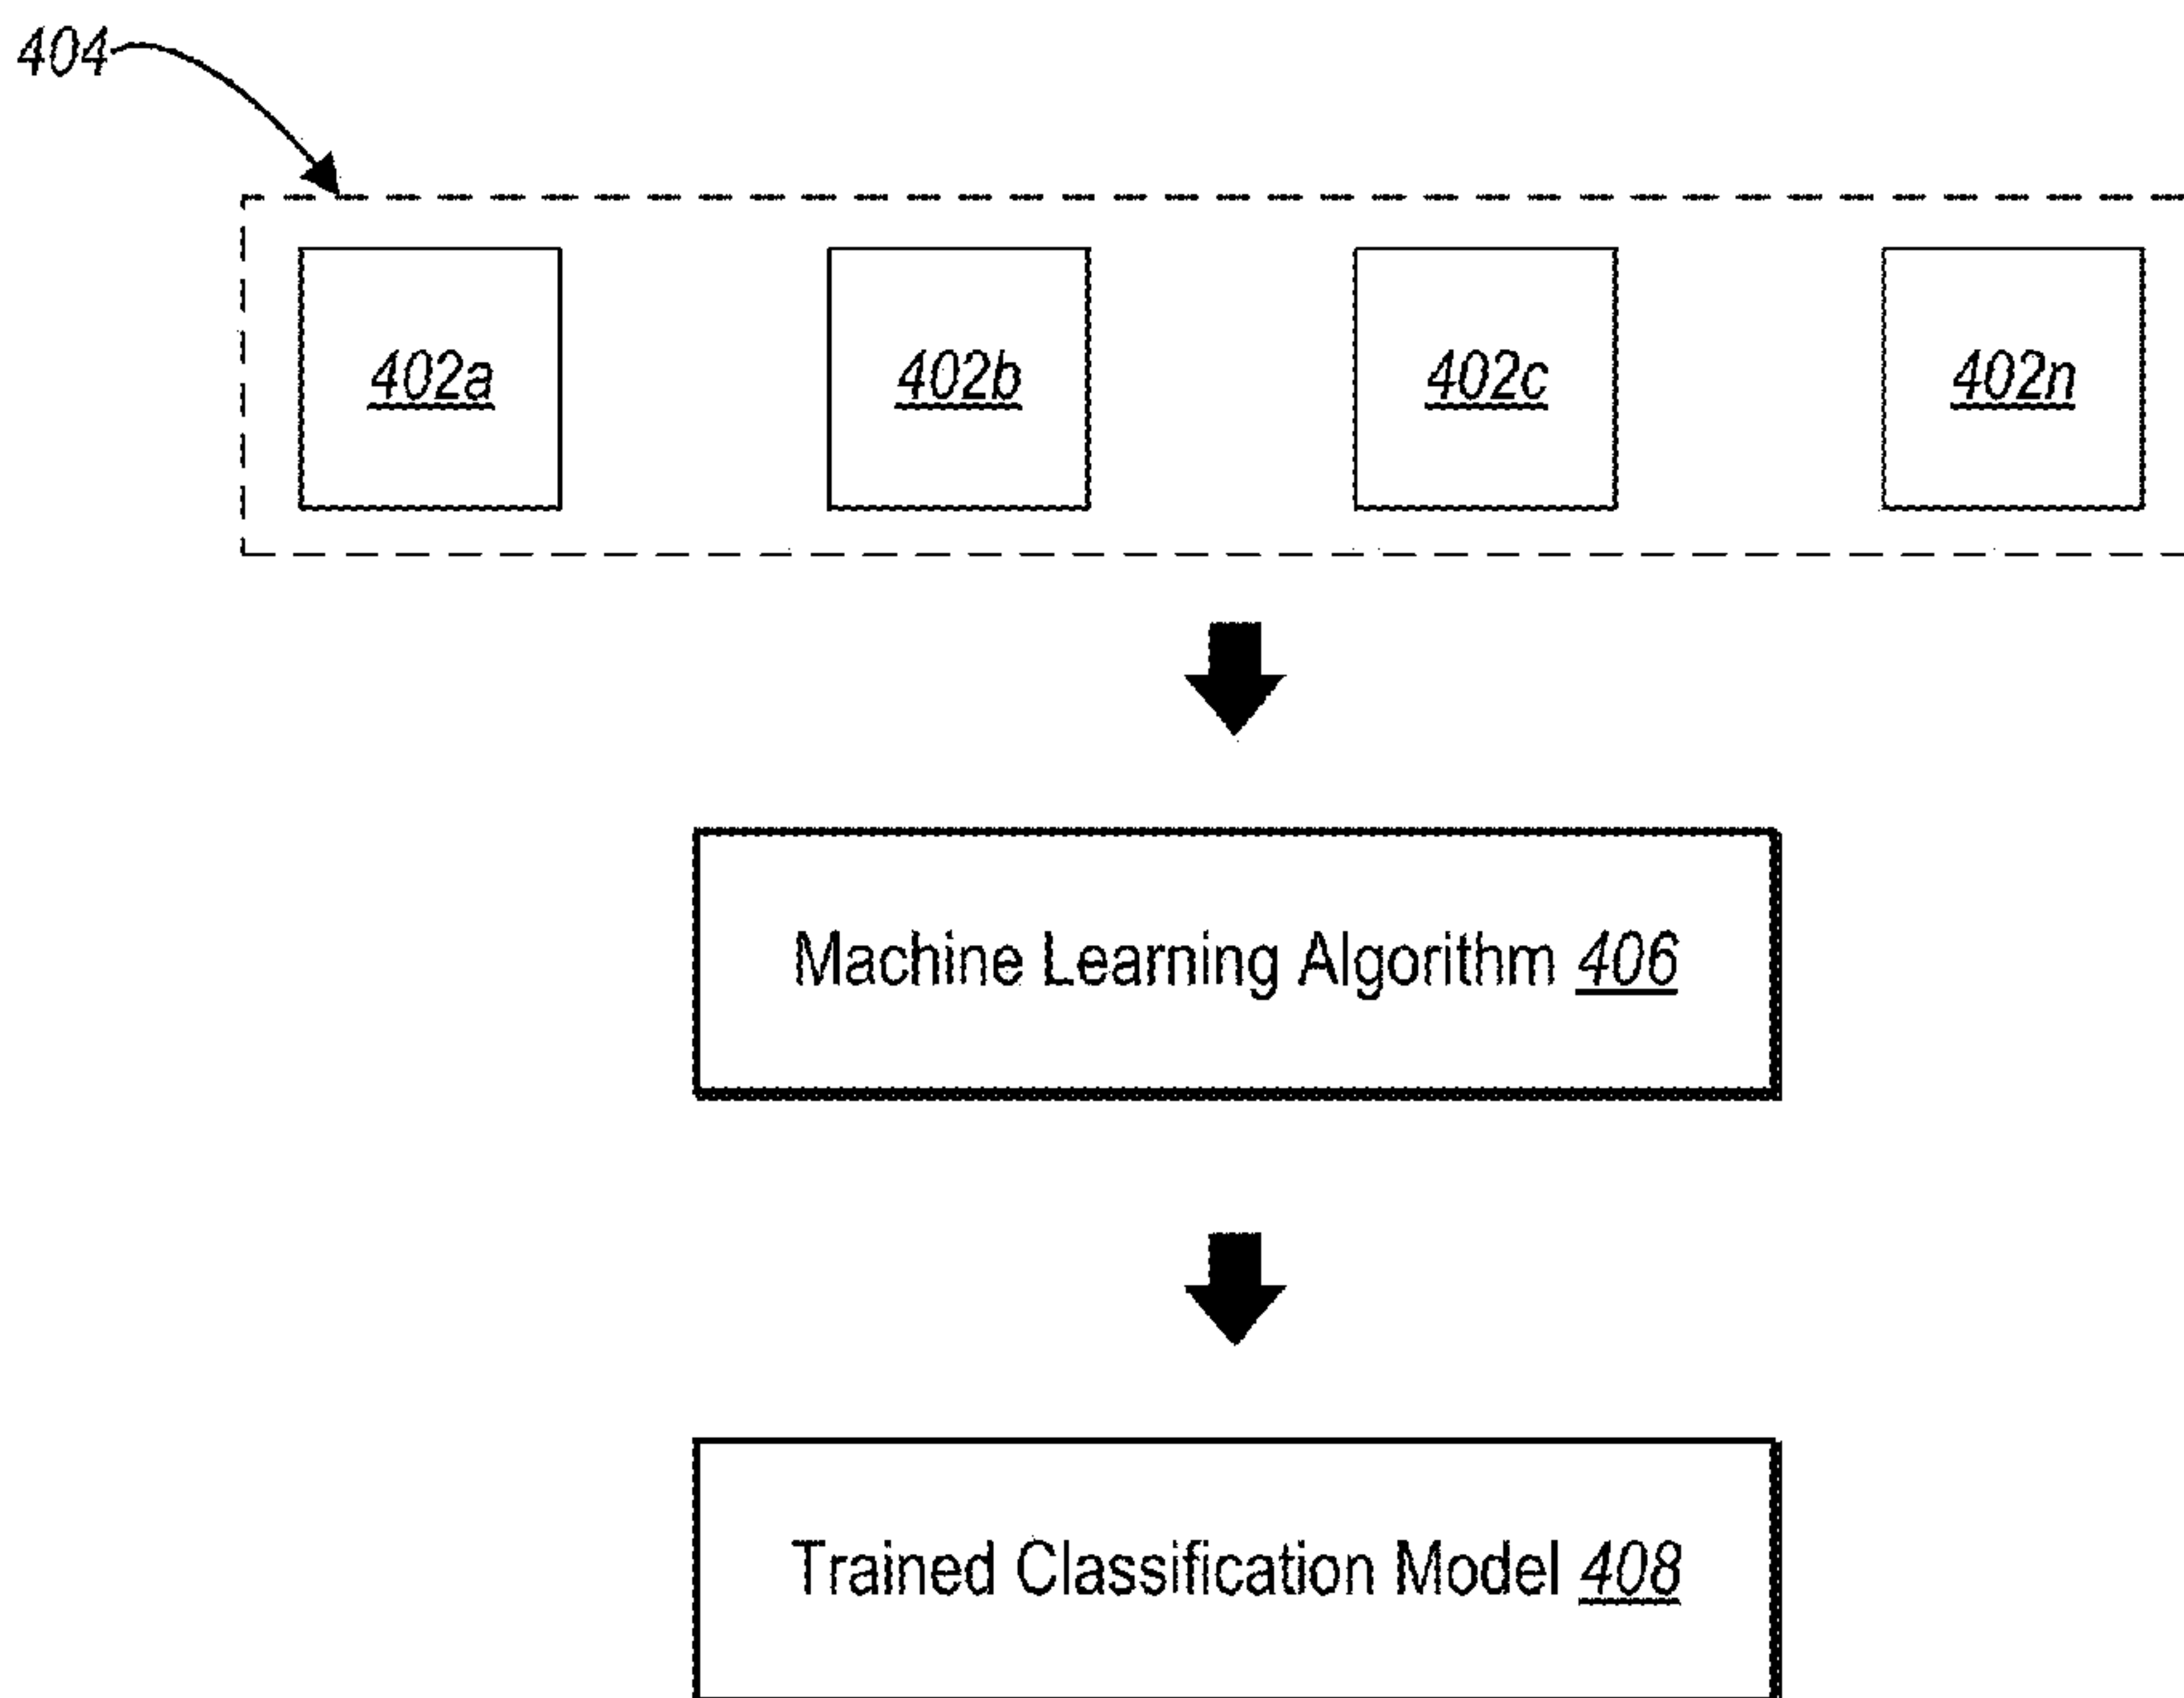 404
402a 402b 402c 402n
Machine Learning Algorithm 406
Trained Classification Model 408